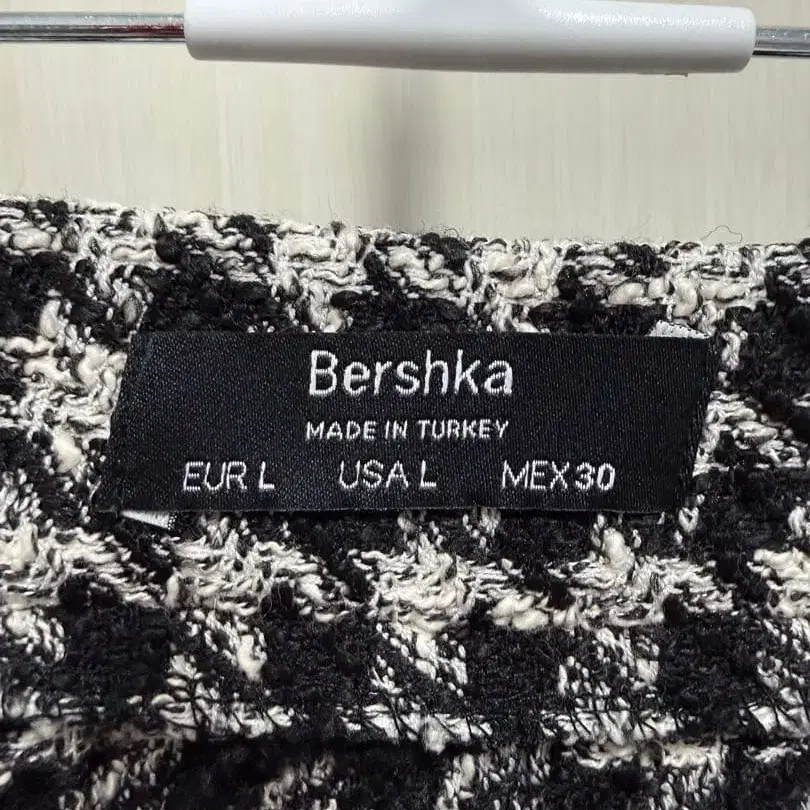 Bershka
MADE IN TURKEY
EUR L USA L MEX 30